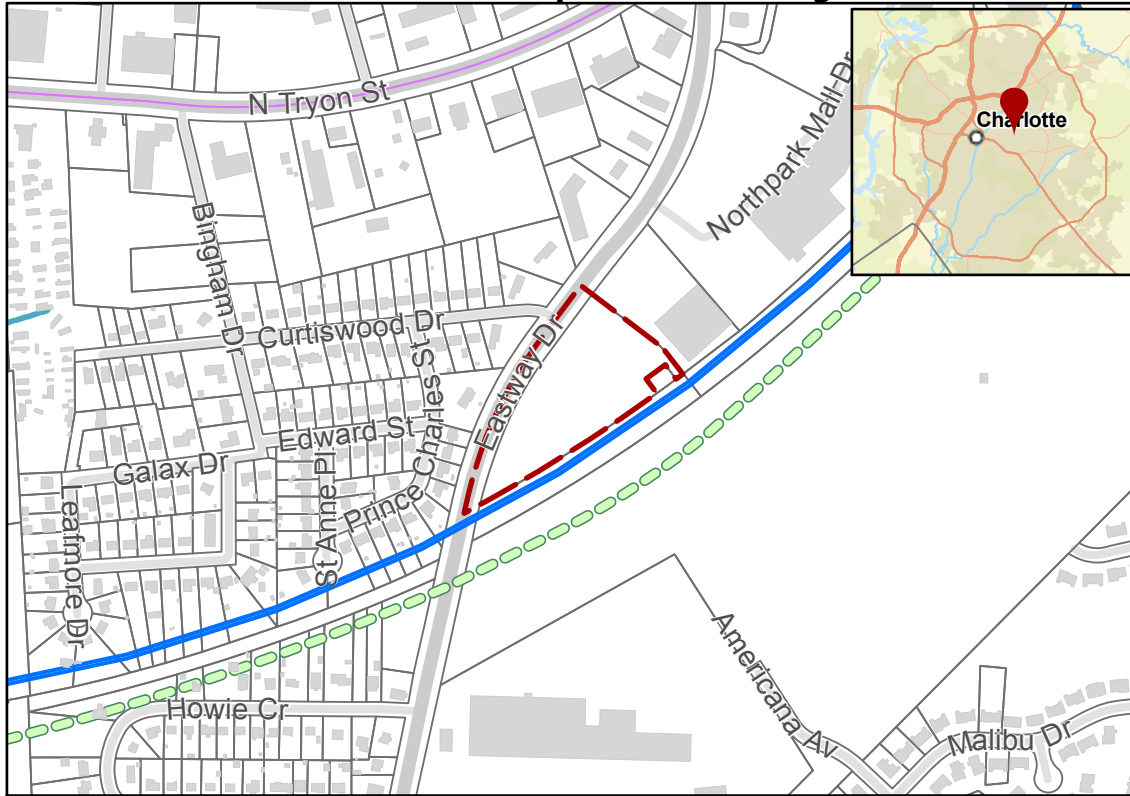 N Tryon St
Northpark Mall Dr
Charlotte
Bingham Dr
Curtiswood Dr
Eastway Dr
Prince Charles St
Edward St
Galax Dr
St Anne Pl
Leafmore Dr
Americana Av
Howie Cr
Malibu Dr